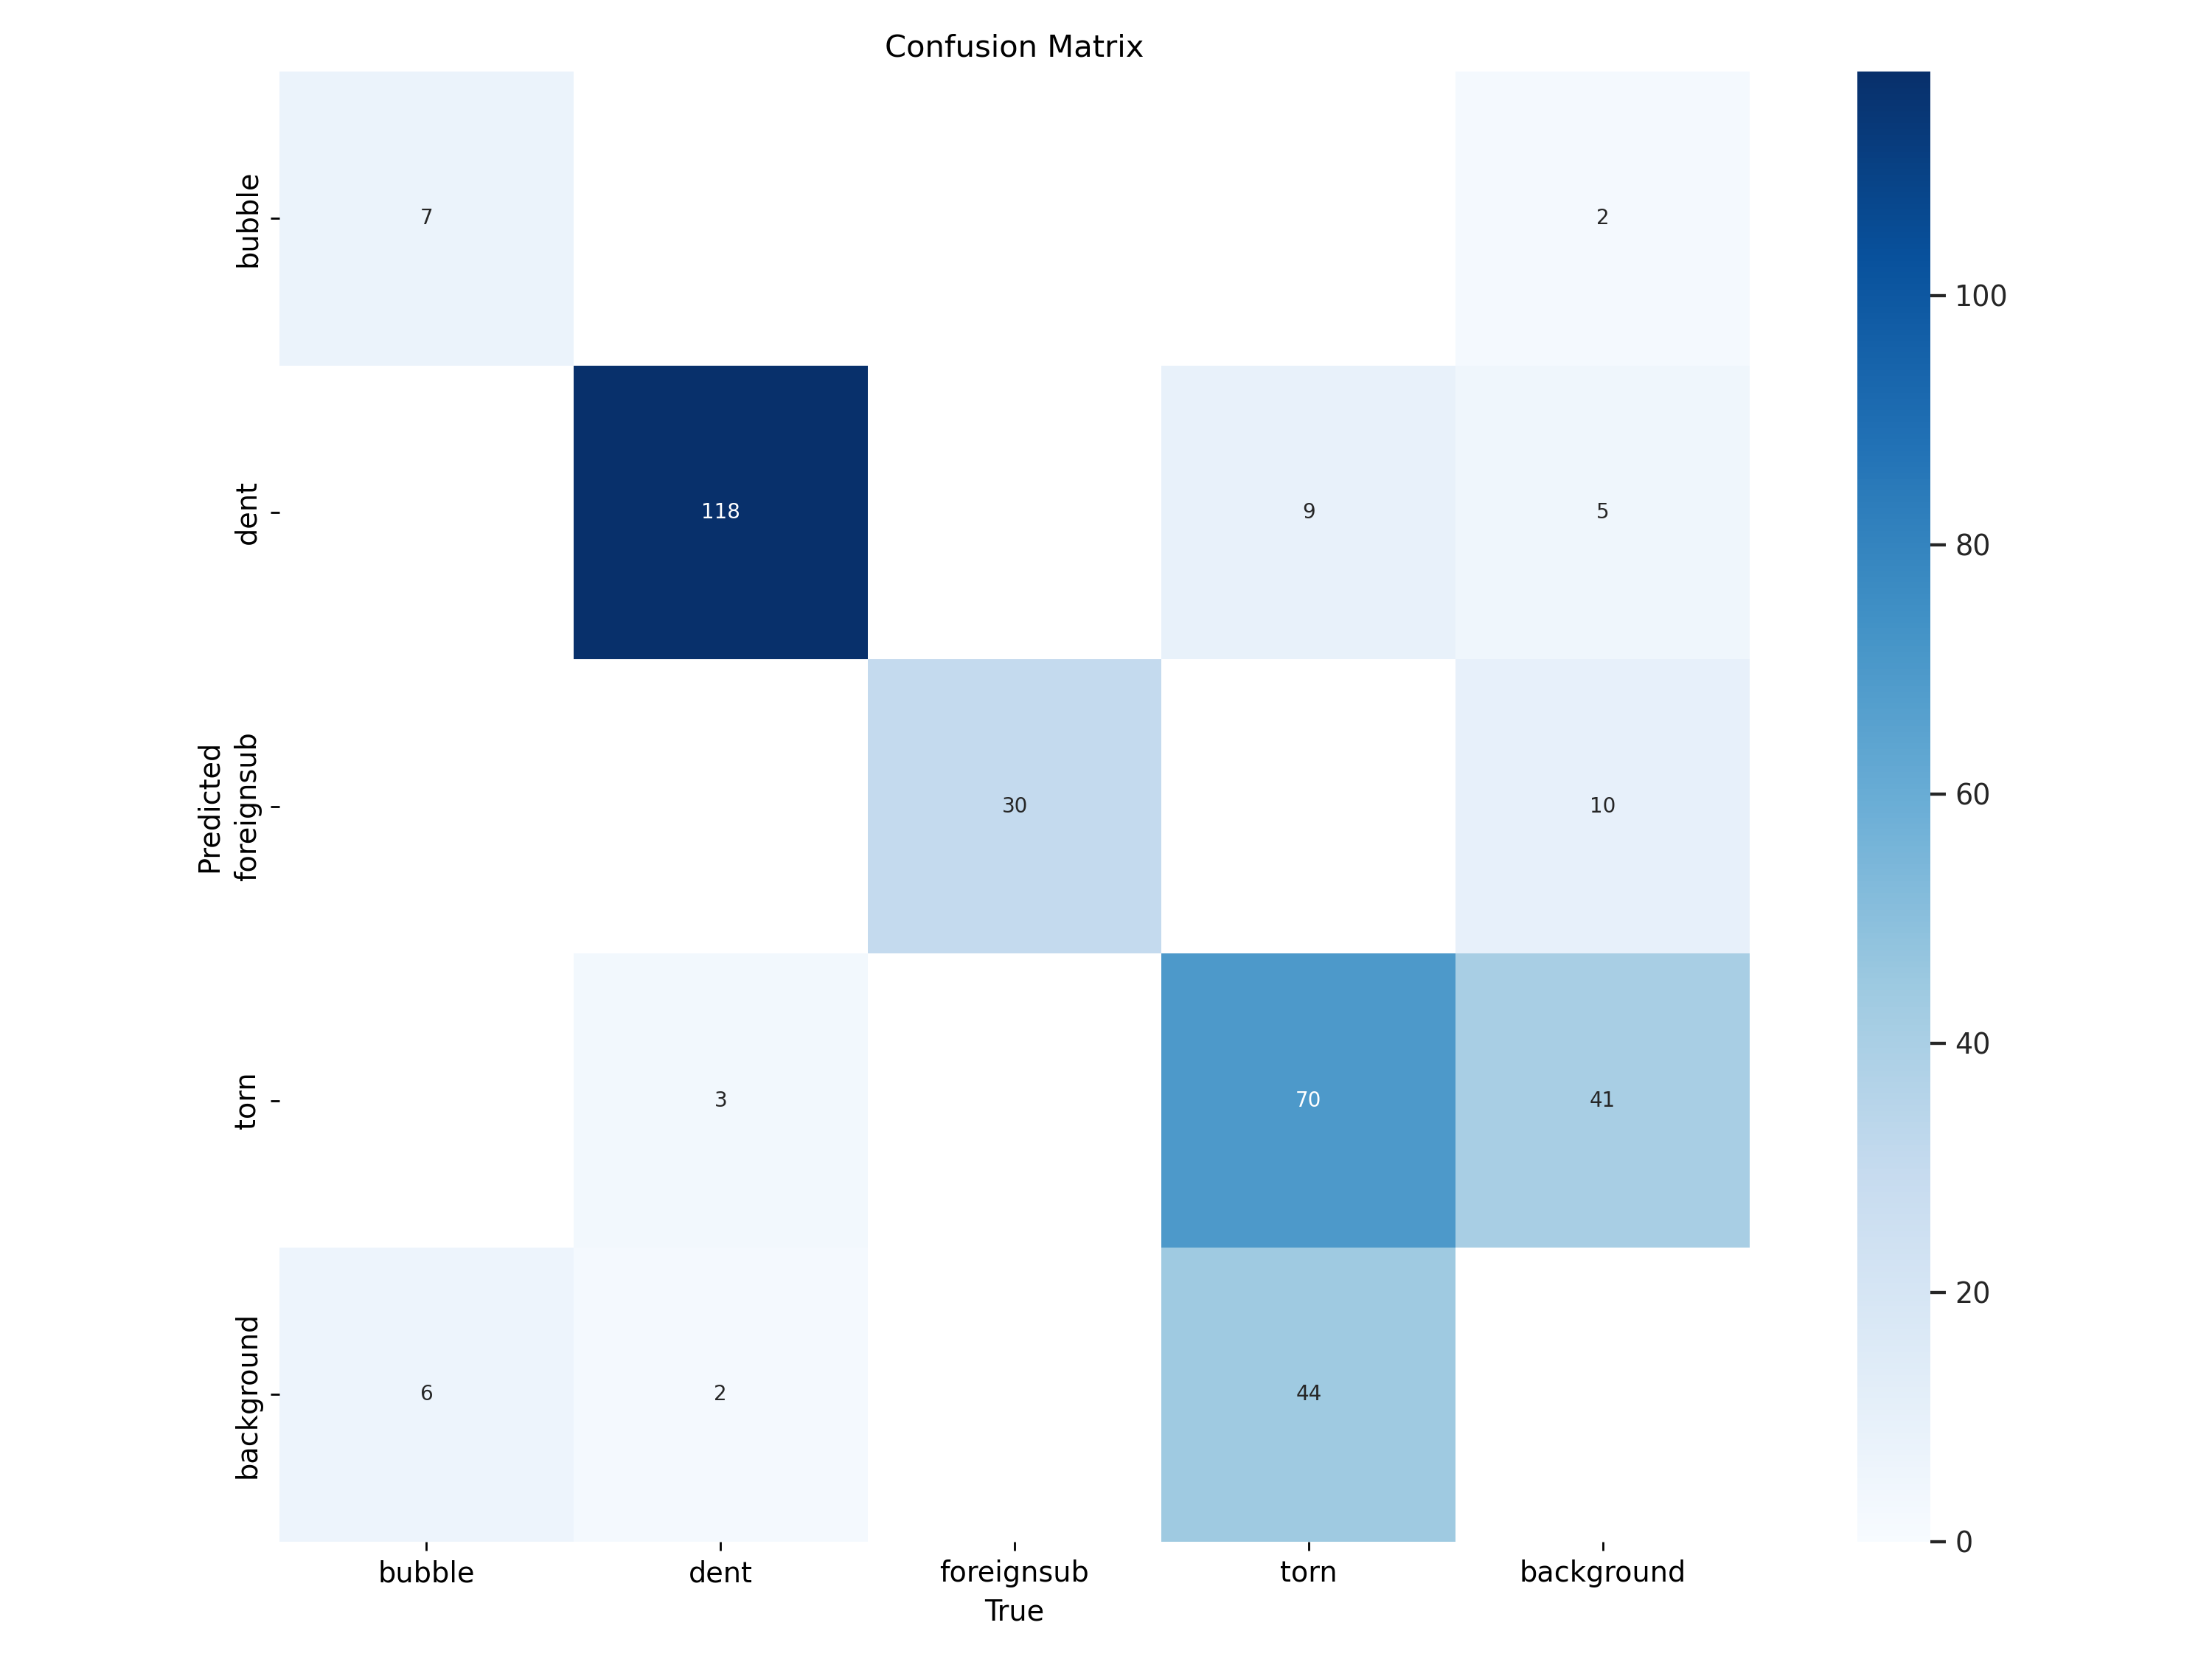 Confusion Matrix
bubble
7
2
100
dent
118
9
5
80
Predicted
foreignsub
30
10
60
torn
3
70
41
40
background
6
2
44
20
0
bubble
dent
foreignsub
torn
background
True